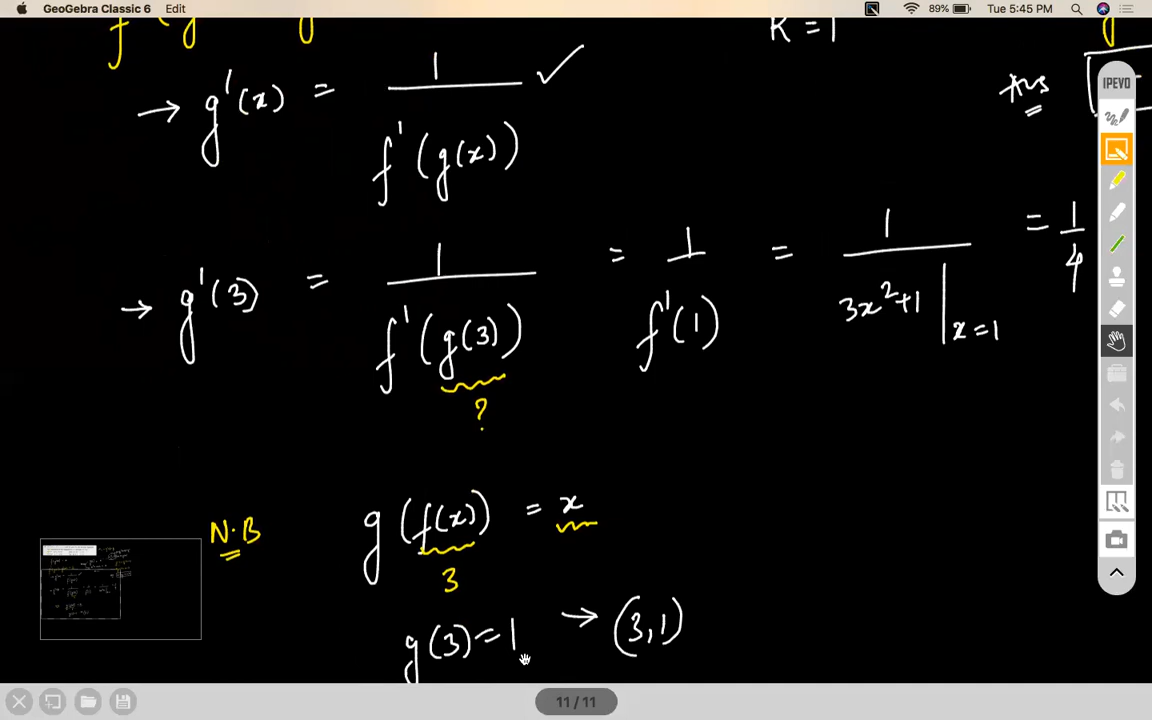 GeoGebra Classic 6 Edit 89% Tue 5:45 PM
f'(g
K = 1
IPEVO
→ g'(x) = 1 / f'(g(x)) ✓
Ans
→ g'(3) = 1 / f'(g(3)) = 1 / f'(1) = 1 / 3x²+1 | x=1 = 1/4
?
N.B g(f(x)) = x
3
g(3) = 1 → (3,1)
11 / 11